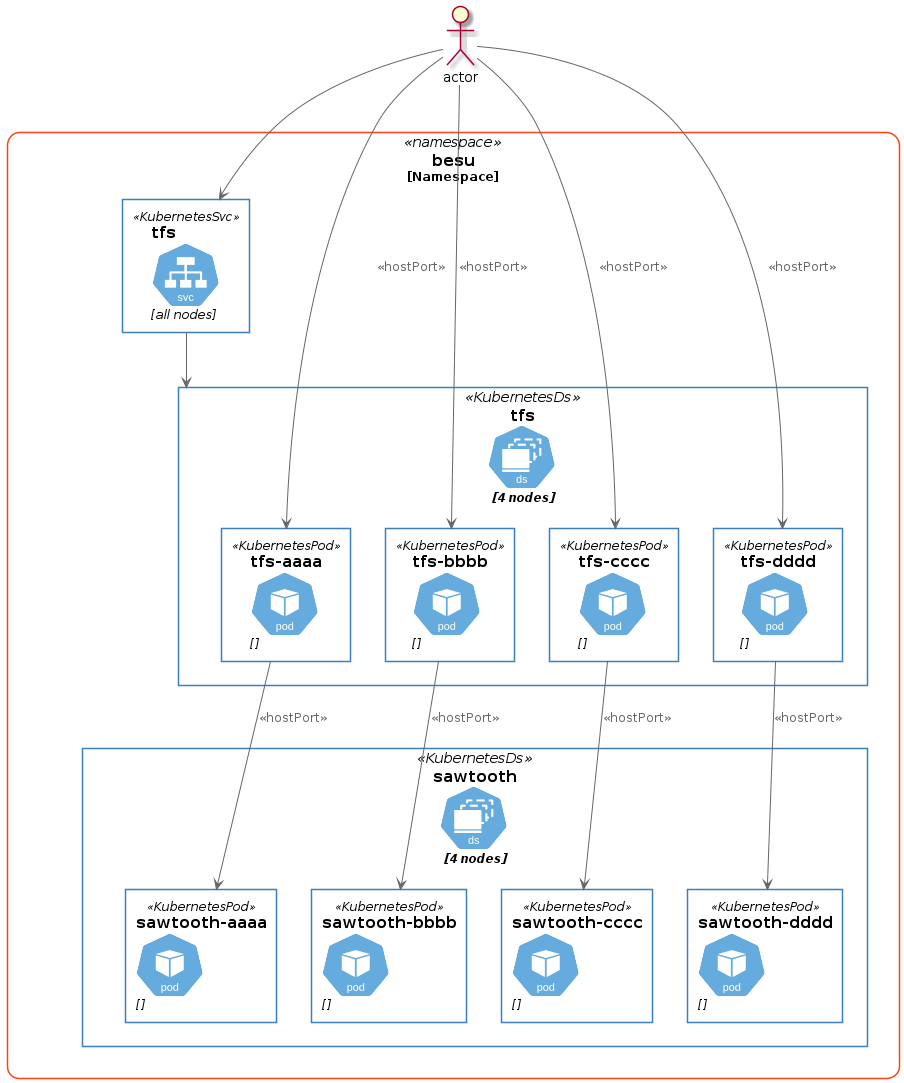 actor
«namespace»
besu
[Namespace]
«KubernetesSvc»
tfs
svc
[all nodes]
«hostPort»
«hostPort»
«hostPort»
«hostPort»
«KubernetesDs»
tfs
ds
[4 nodes]
«KubernetesPod»
tfs-aaaa
pod
[]
«KubernetesPod»
tfs-bbbb
pod
[]
«KubernetesPod»
tfs-cccc
pod
[]
«KubernetesPod»
tfs-dddd
pod
[]
«hostPort»
«hostPort»
«hostPort»
«hostPort»
«KubernetesDs»
sawtooth
ds
[4 nodes]
«KubernetesPod»
sawtooth-aaaa
pod
[]
«KubernetesPod»
sawtooth-bbbb
pod
[]
«KubernetesPod»
sawtooth-cccc
pod
[]
«KubernetesPod»
sawtooth-dddd
pod
[]